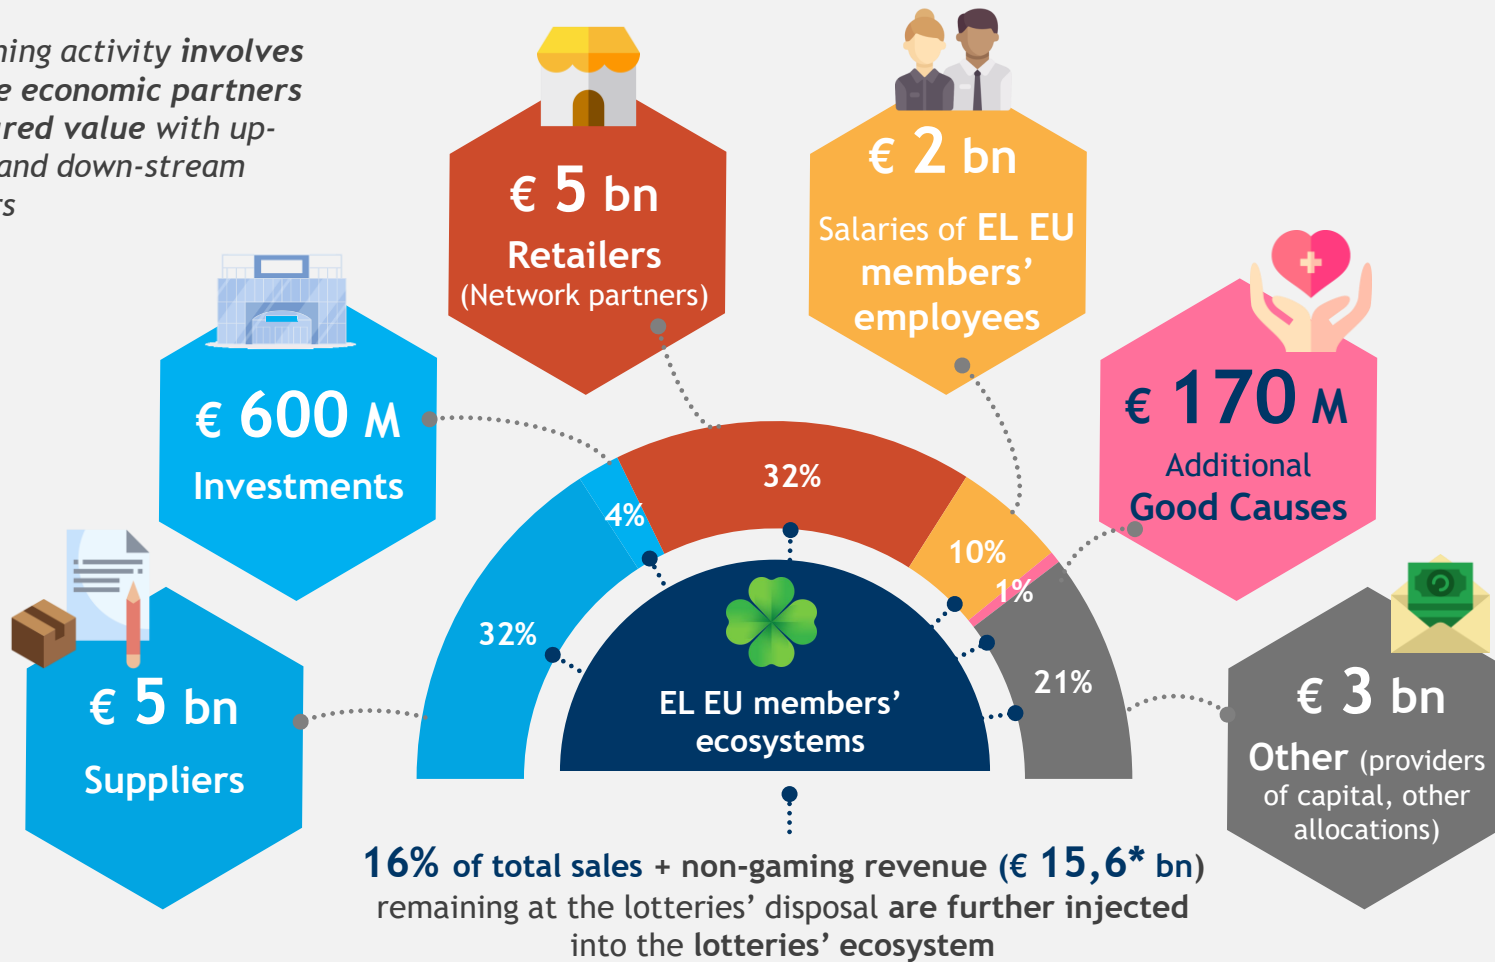 activity involves
economic partners
value with up-
and down-stream
€ 5 bn
Retailers
(Network partners)
€ 2 bn
Salaries of EL EU
members’
employees
€ 600 M
Investments
€ 170 M
Additional
Good Causes
€ 5 bn
Suppliers
€ 3 bn
Other (providers
of capital, other
allocations)
32%
4%
32%
10%
1%
21%
EL EU members’
ecosystems
16% of total sales + non-gaming revenue (€ 15,6* bn)
remaining at the lotteries’ disposal are further injected
into the lotteries’ ecosystem